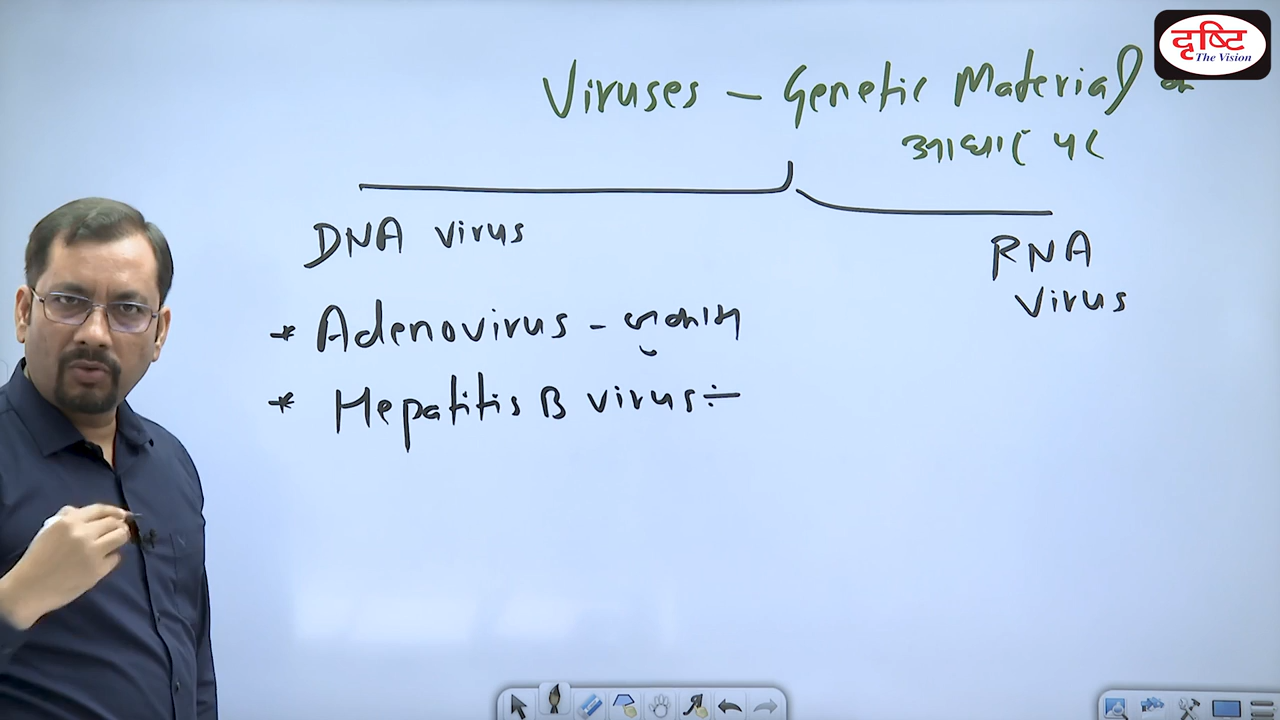 दृष्टि
The Vision
Viruses – Genetic Material के
आधार पर
DNA virus
RNA
Virus
* Adenovirus - जुकाम
* Hepatitis B virus:-